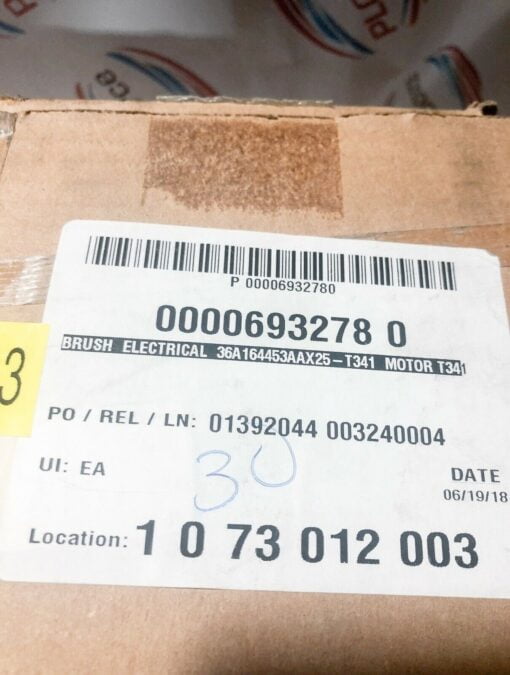 P 00006932780
0000693278 0
BRUSH ELECTRICAL 36A164453AAX25-T341 MOTOR T341
3
PO / REL / LN: 01392044 003240004
30
UI: EA
DATE
06/19/18
Location: 1 0 73 012 003